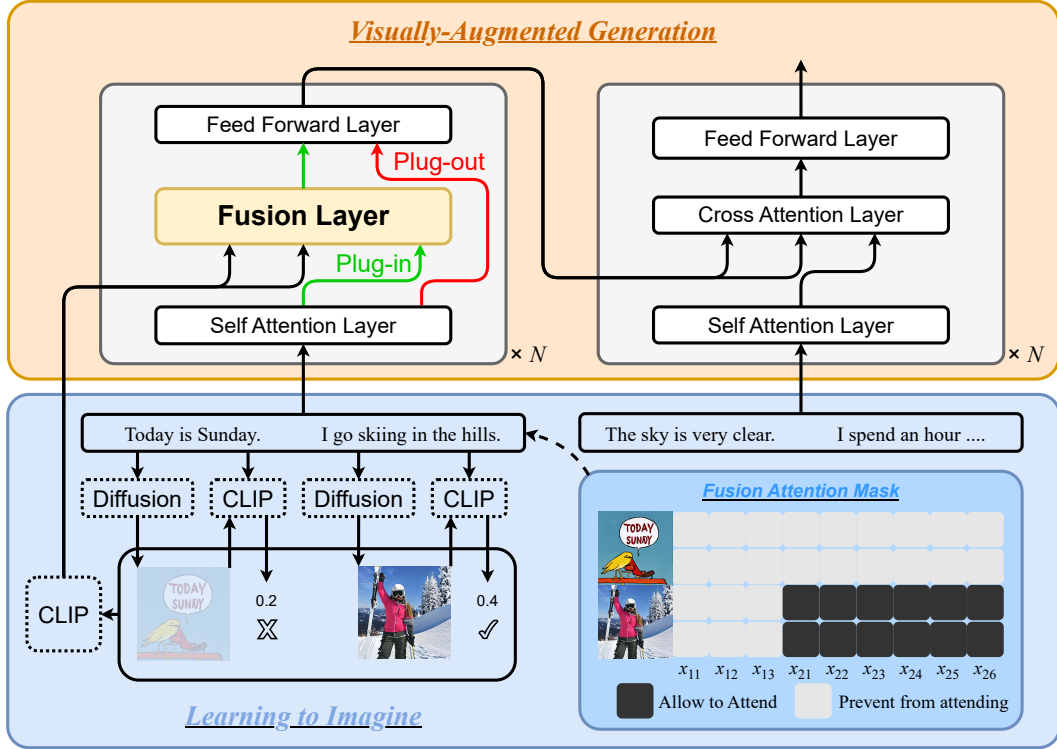 Visually-Augmented Generation
Feed Forward Layer
Plug-out
Fusion Layer
Plug-in
Self Attention Layer
× N
Feed Forward Layer
Cross Attention Layer
Self Attention Layer
× N
Today is Sunday. I go skiing in the hills.
The sky is very clear. I spend an hour ....
Diffusion
CLIP
Diffusion
CLIP
CLIP
TODAY
SUNDY
0.2
0.4
Learning to Imagine
Fusion Attention Mask
TODAY
SUNDY
x11 x12 x13 x21 x22 x23 x24 x25 x26
Allow to Attend
Prevent from attending